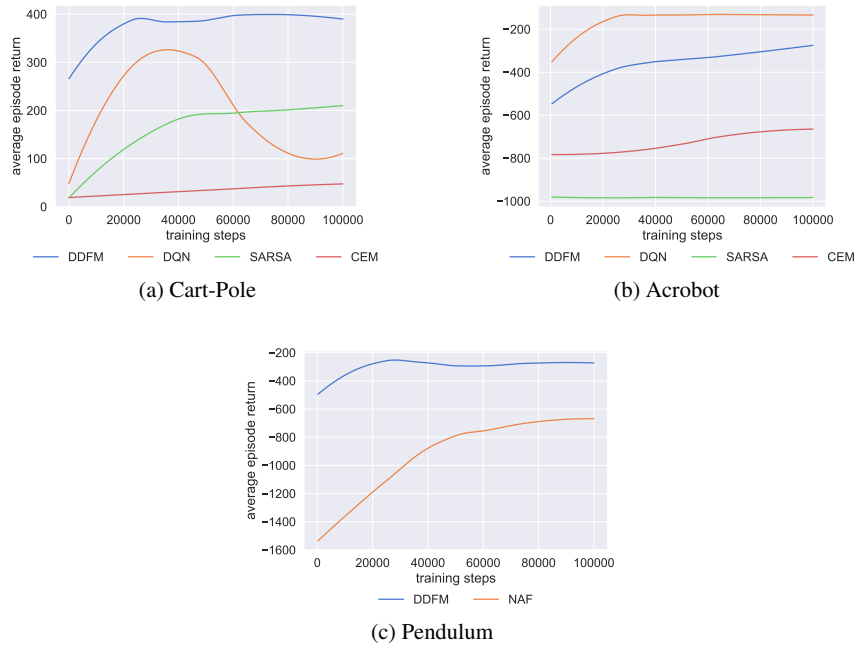 average episode return
400
300
200
100
0
0 20000 40000 60000 80000 100000
training steps
DDFM DQN SARSA CEM
(a) Cart-Pole
average episode return
−200
−400
−600
−800
−1000
0 20000 40000 60000 80000 100000
training steps
DDFM DQN SARSA CEM
(b) Acrobot
average episode return
−200
−400
−600
−800
−1000
−1200
−1400
−1600
0 20000 40000 60000 80000 100000
training steps
DDFM NAF
(c) Pendulum